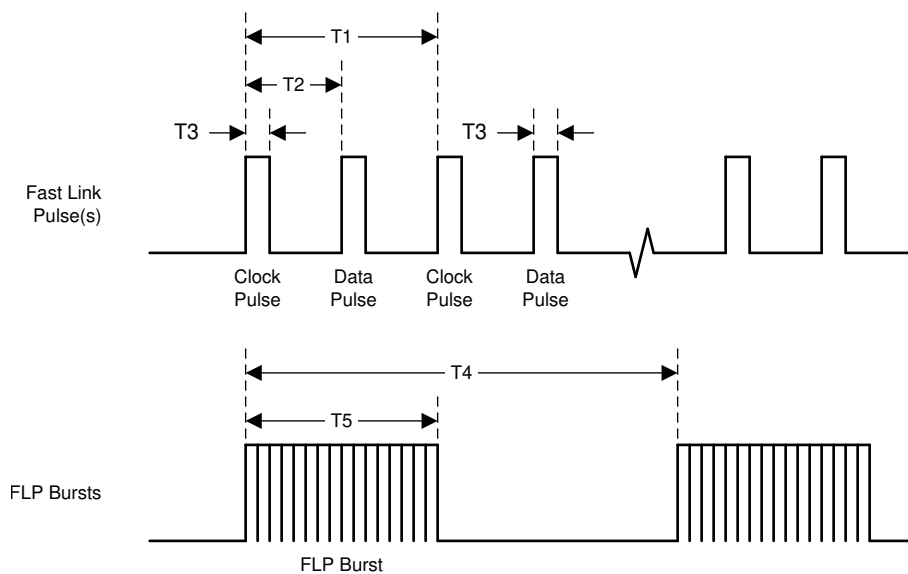 T1
T2
T3
T3
Fast Link
Pulse(s)
Clock
Pulse
Data
Pulse
Clock
Pulse
Data
Pulse
T4
T5
FLP Bursts
FLP Burst